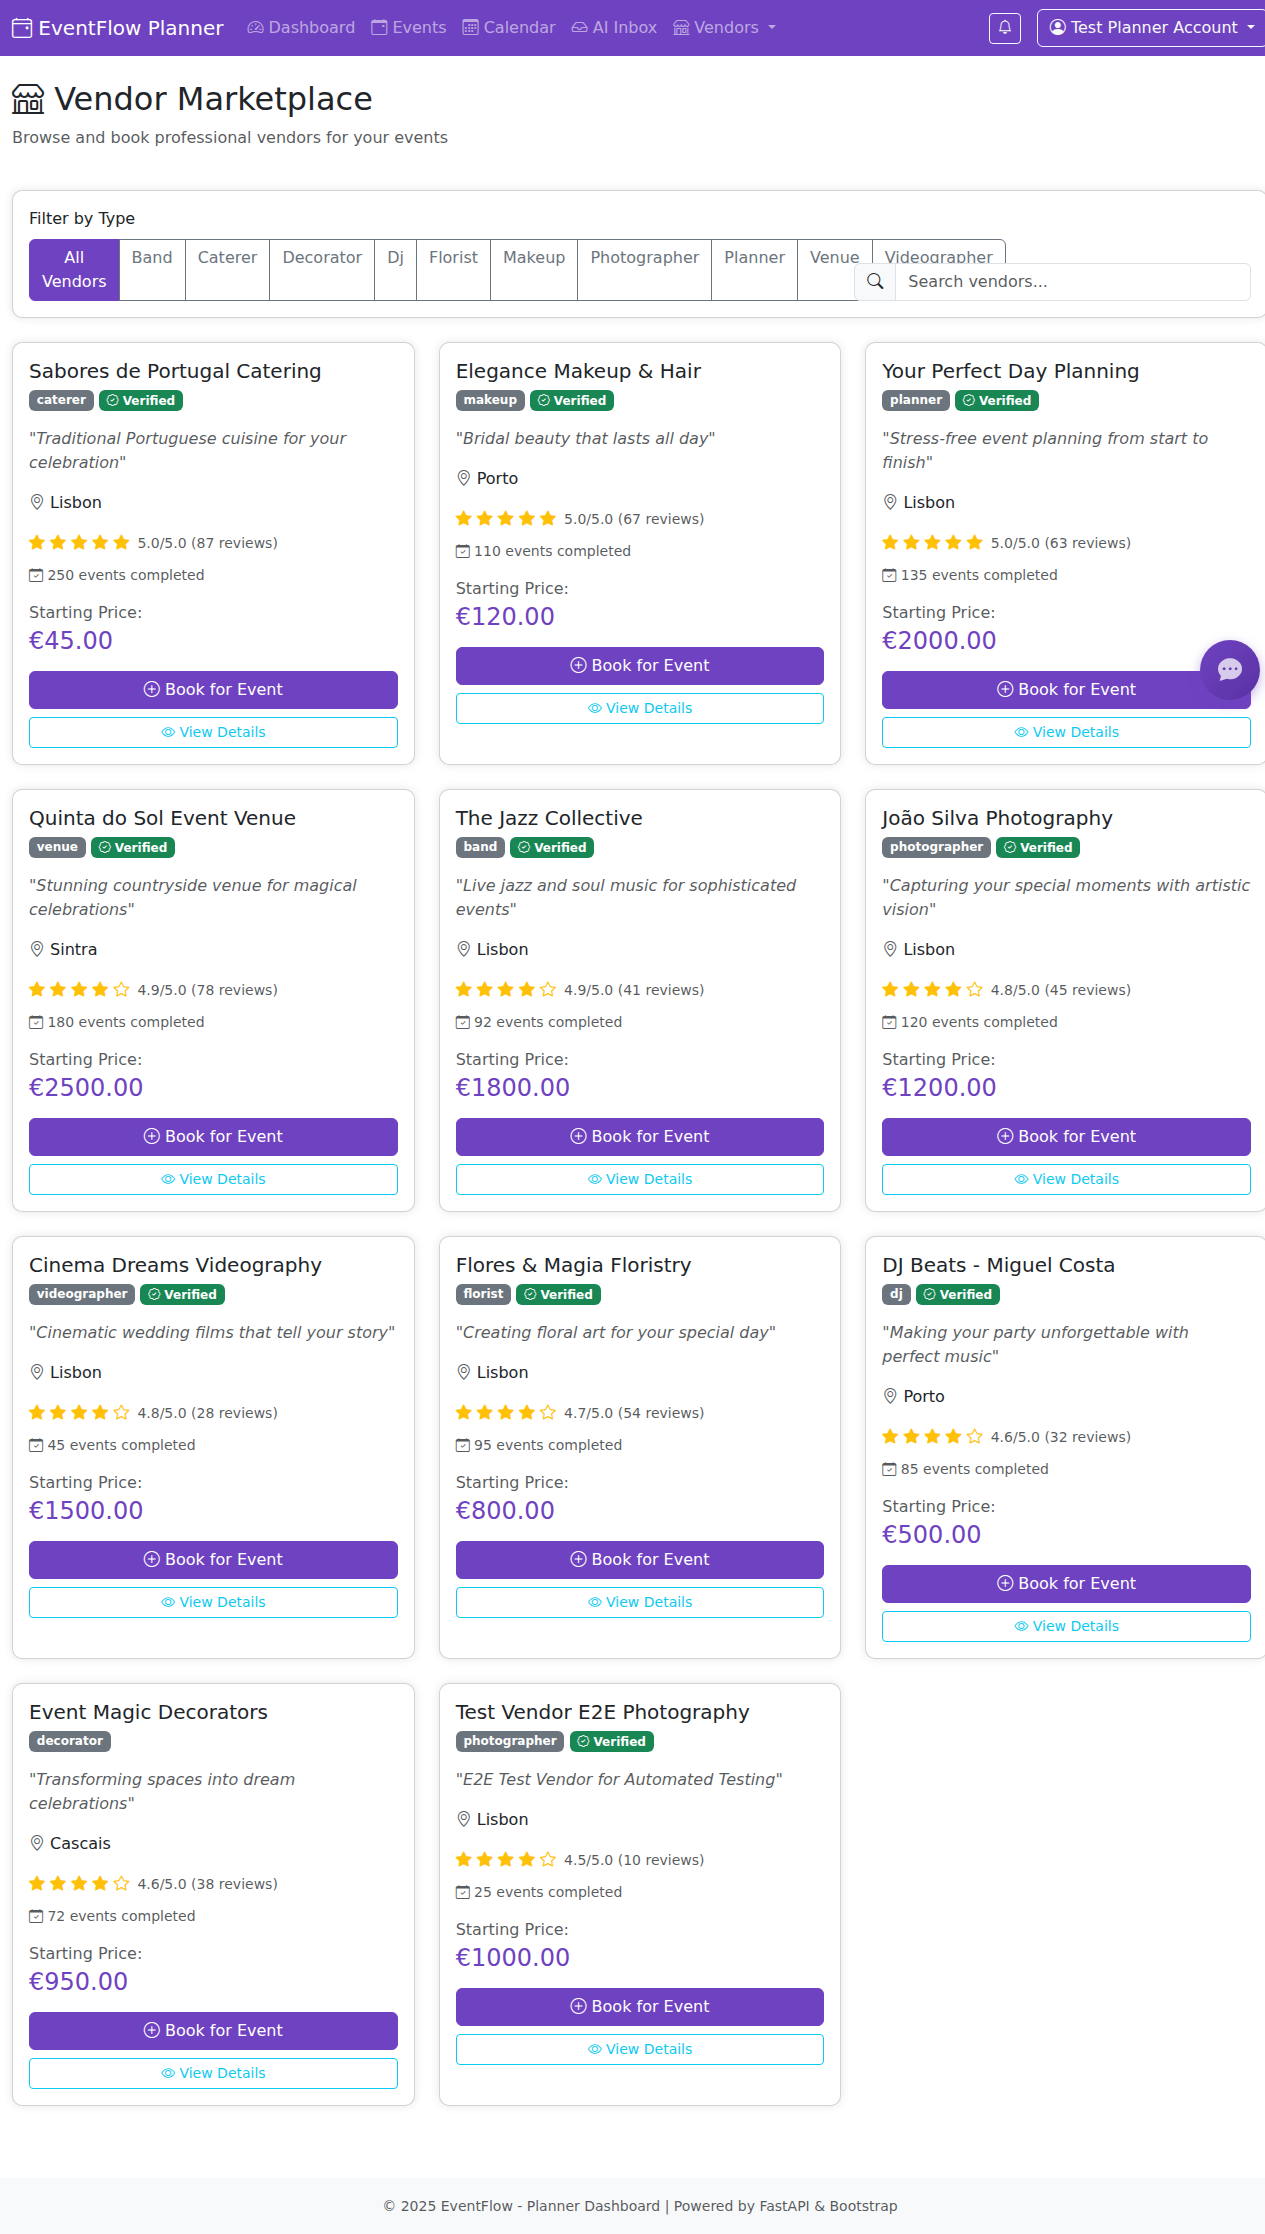 EventFlow Planner Dashboard Events Calendar AI Inbox Vendors Test Planner Account
Vendor Marketplace
Browse and book professional vendors for your events
Filter by Type
All Vendors Band Caterer Decorator Dj Florist Makeup Photographer Planner Venue Videographer
Search vendors...
Sabores de Portugal Catering
caterer Verified
"Traditional Portuguese cuisine for your
celebration"
Lisbon
5.0/5.0 (87 reviews)
250 events completed
Starting Price:
€45.00
Book for Event
View Details
Elegance Makeup & Hair
makeup Verified
"Bridal beauty that lasts all day"
Porto
5.0/5.0 (67 reviews)
110 events completed
Starting Price:
€120.00
Book for Event
View Details
Your Perfect Day Planning
planner Verified
"Stress-free event planning from start to
finish"
Lisbon
5.0/5.0 (63 reviews)
135 events completed
Starting Price:
€2000.00
Book for Event
View Details
Quinta do Sol Event Venue
venue Verified
"Stunning countryside venue for magical
celebrations"
Sintra
4.9/5.0 (78 reviews)
180 events completed
Starting Price:
€2500.00
Book for Event
View Details
The Jazz Collective
band Verified
"Live jazz and soul music for sophisticated
events"
Lisbon
4.9/5.0 (41 reviews)
92 events completed
Starting Price:
€1800.00
Book for Event
View Details
João Silva Photography
photographer Verified
"Capturing your special moments with artistic
vision"
Lisbon
4.8/5.0 (45 reviews)
120 events completed
Starting Price:
€1200.00
Book for Event
View Details
Cinema Dreams Videography
videographer Verified
"Cinematic wedding films that tell your story"
Lisbon
4.8/5.0 (28 reviews)
45 events completed
Starting Price:
€1500.00
Book for Event
View Details
Flores & Magia Floristry
florist Verified
"Creating floral art for your special day"
Lisbon
4.7/5.0 (54 reviews)
95 events completed
Starting Price:
€800.00
Book for Event
View Details
DJ Beats - Miguel Costa
dj Verified
"Making your party unforgettable with
perfect music"
Porto
4.6/5.0 (32 reviews)
85 events completed
Starting Price:
€500.00
Book for Event
View Details
Event Magic Decorators
decorator
"Transforming spaces into dream
celebrations"
Cascais
4.6/5.0 (38 reviews)
72 events completed
Starting Price:
€950.00
Book for Event
View Details
Test Vendor E2E Photography
photographer Verified
"E2E Test Vendor for Automated Testing"
Lisbon
4.5/5.0 (10 reviews)
25 events completed
Starting Price:
€1000.00
Book for Event
View Details
© 2025 EventFlow - Planner Dashboard | Powered by FastAPI & Bootstrap